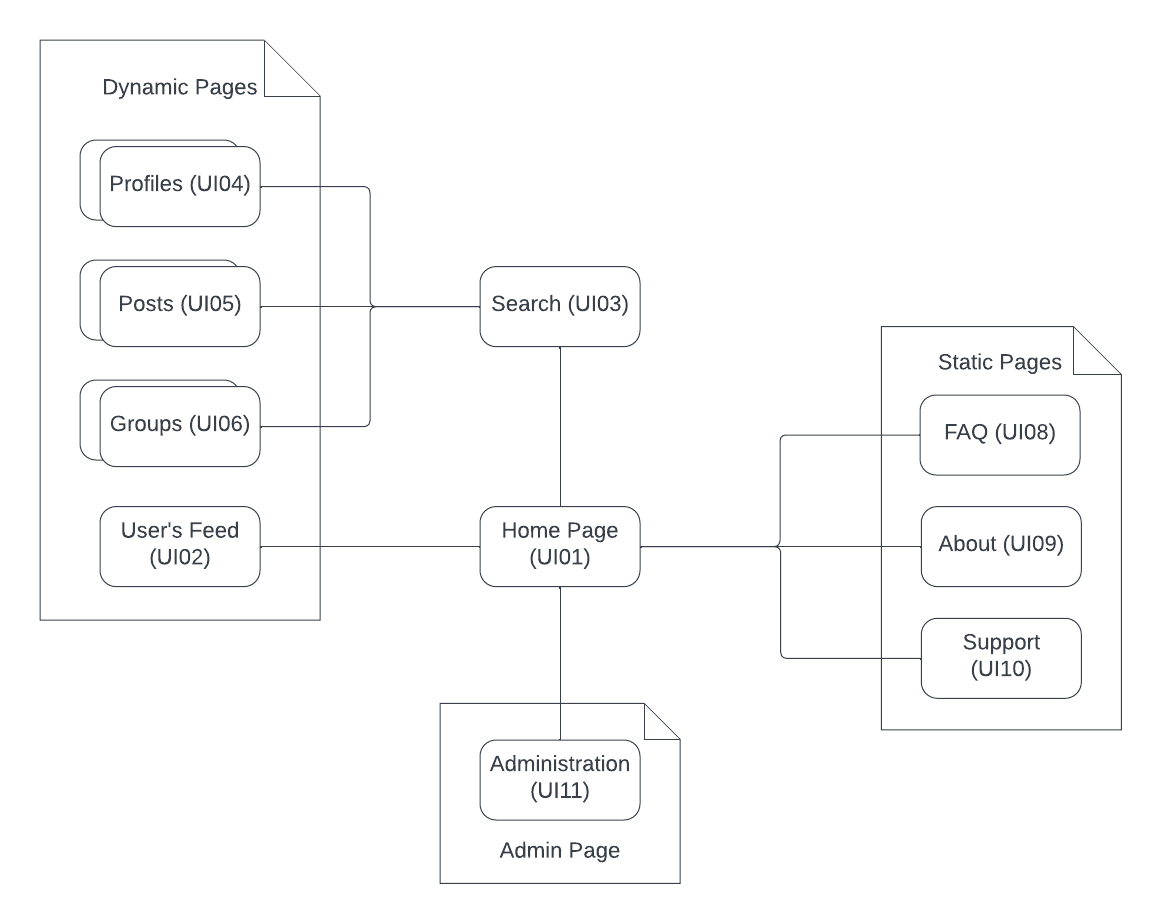 Dynamic Pages
Profiles (UI04)
Posts (UI05)
Groups (UI06)
User's Feed
(UI02)
Search (UI03)
Home Page
(UI01)
Static Pages
FAQ (UI08)
About (UI09)
Support
(UI10)
Administration
(UI11)
Admin Page